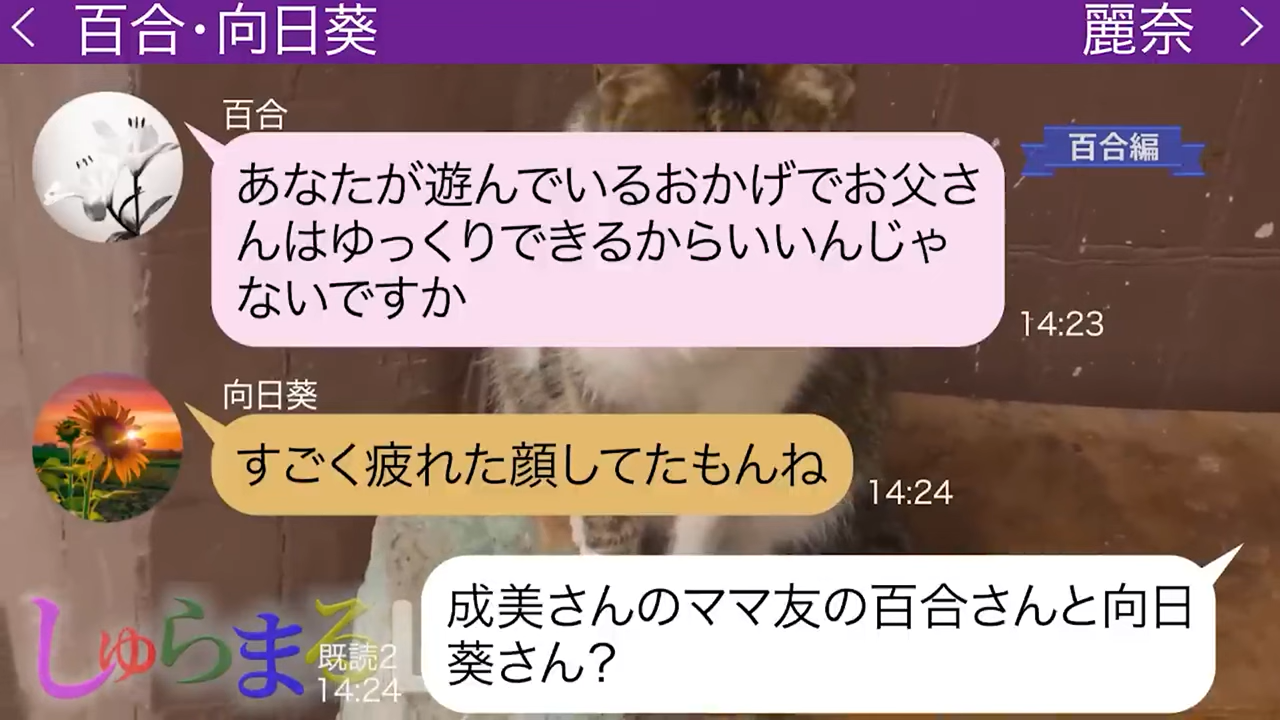 百合・向日葵
麗奈
百合
百合編
あなたが遊んでいるおかげでお父さ
んはゆっくりできるからいいんじゃ
ないですか
14:23
向日葵
すごく疲れた顔してたもんね
14:24
成美さんのママ友の百合さんと向日
葵さん？
既読2
14:24
しゅらまる